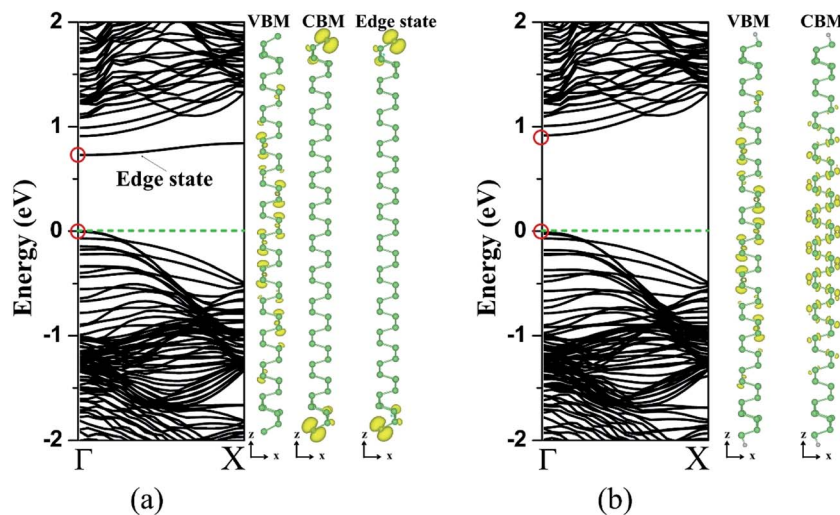 VBM CBM Edge state
2
1
0
-1
-2
Energy (eV)
Edge state
Γ X
z x z x z x
(a)
VBM CBM
2
1
0
-1
-2
Energy (eV)
Γ X
z x z x
(b)